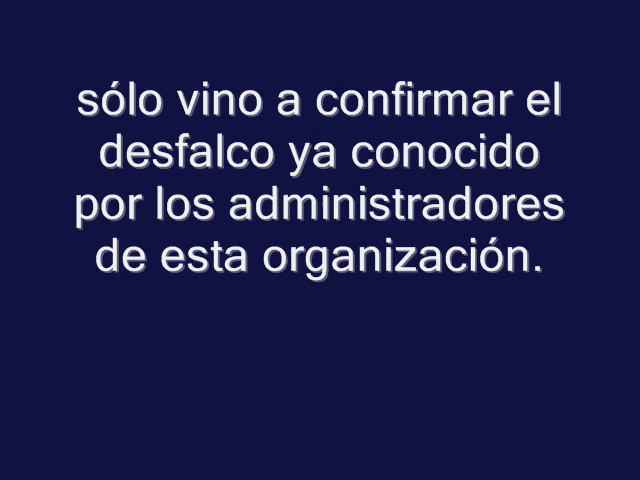 sólo vino a confirmar el
desfalco ya conocido
por los administradores
de esta organización.